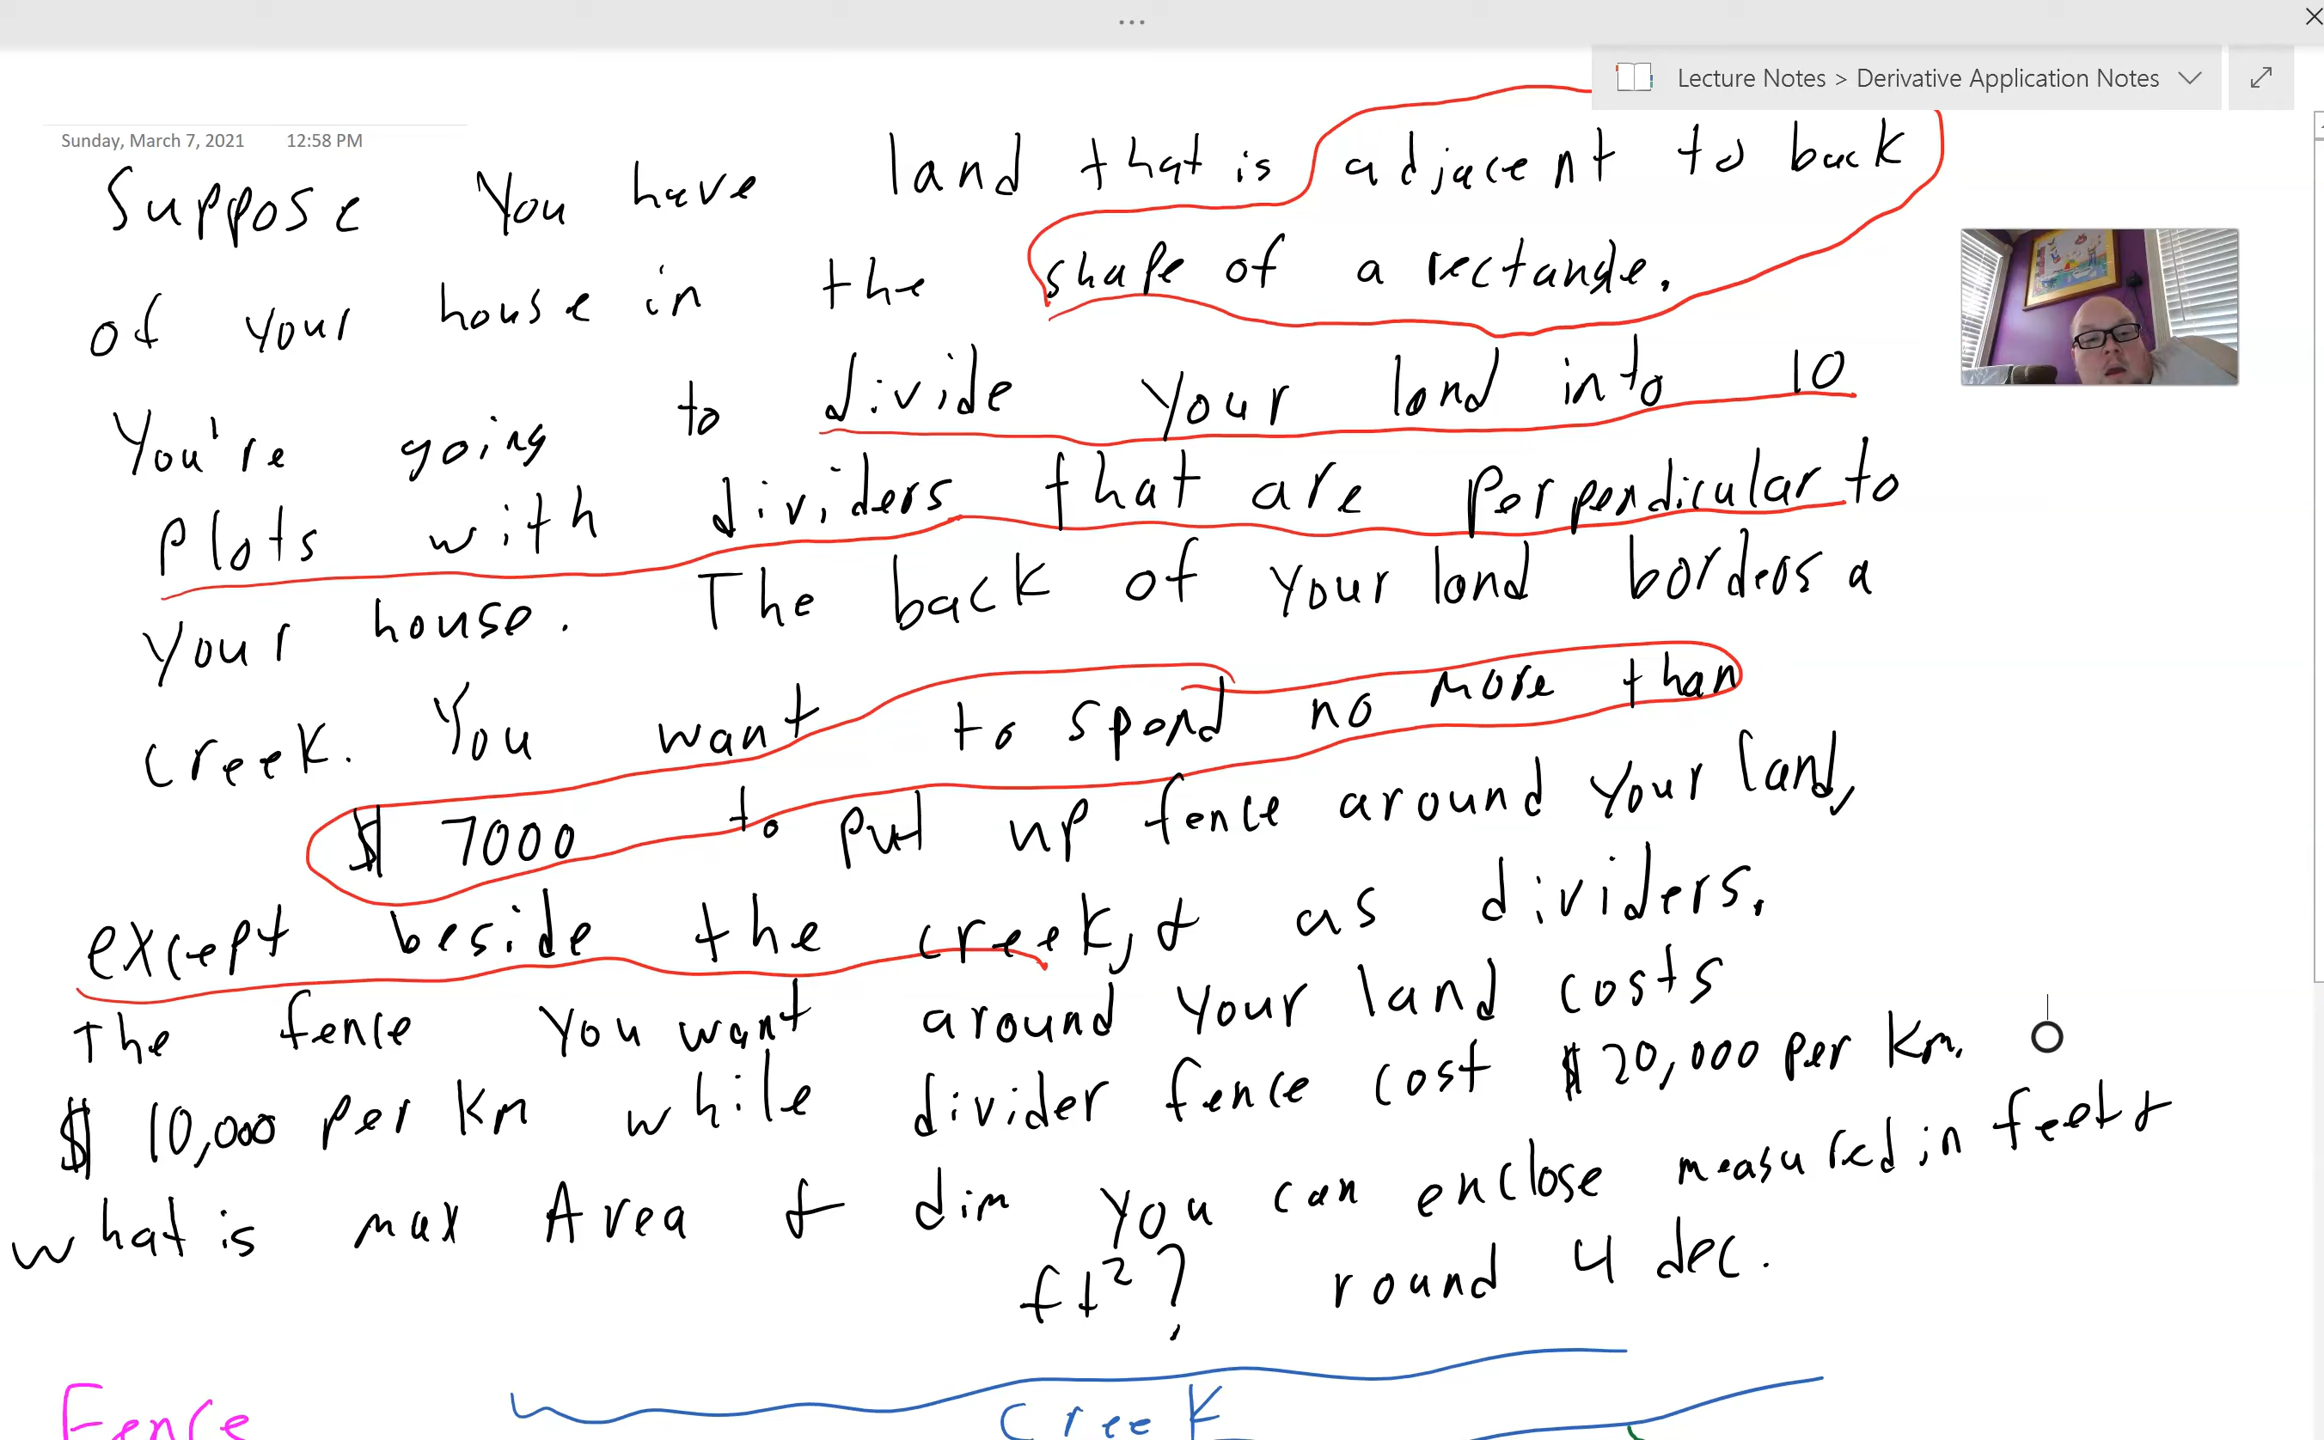 ...
Lecture Notes > Derivative Application Notes
Sunday, March 7, 2021 12:58 PM
Suppose You have land that is adjacent to back
of your house in the shape of a rectangle.
You're going to divide your land into 10
plots with dividers that are perpendicular to
your house. The back of your land borders a
creek. You want to spend no more than
$ 7000 to put up fence around your land,
except beside the creek, & as dividers.
The fence you want around your land costs
$ 10,000 per km while divider fence cost $20,000 per km.
what is max Area & dim you can enclose measured in feet &
ft²? round 4 dec.
Fence
creek